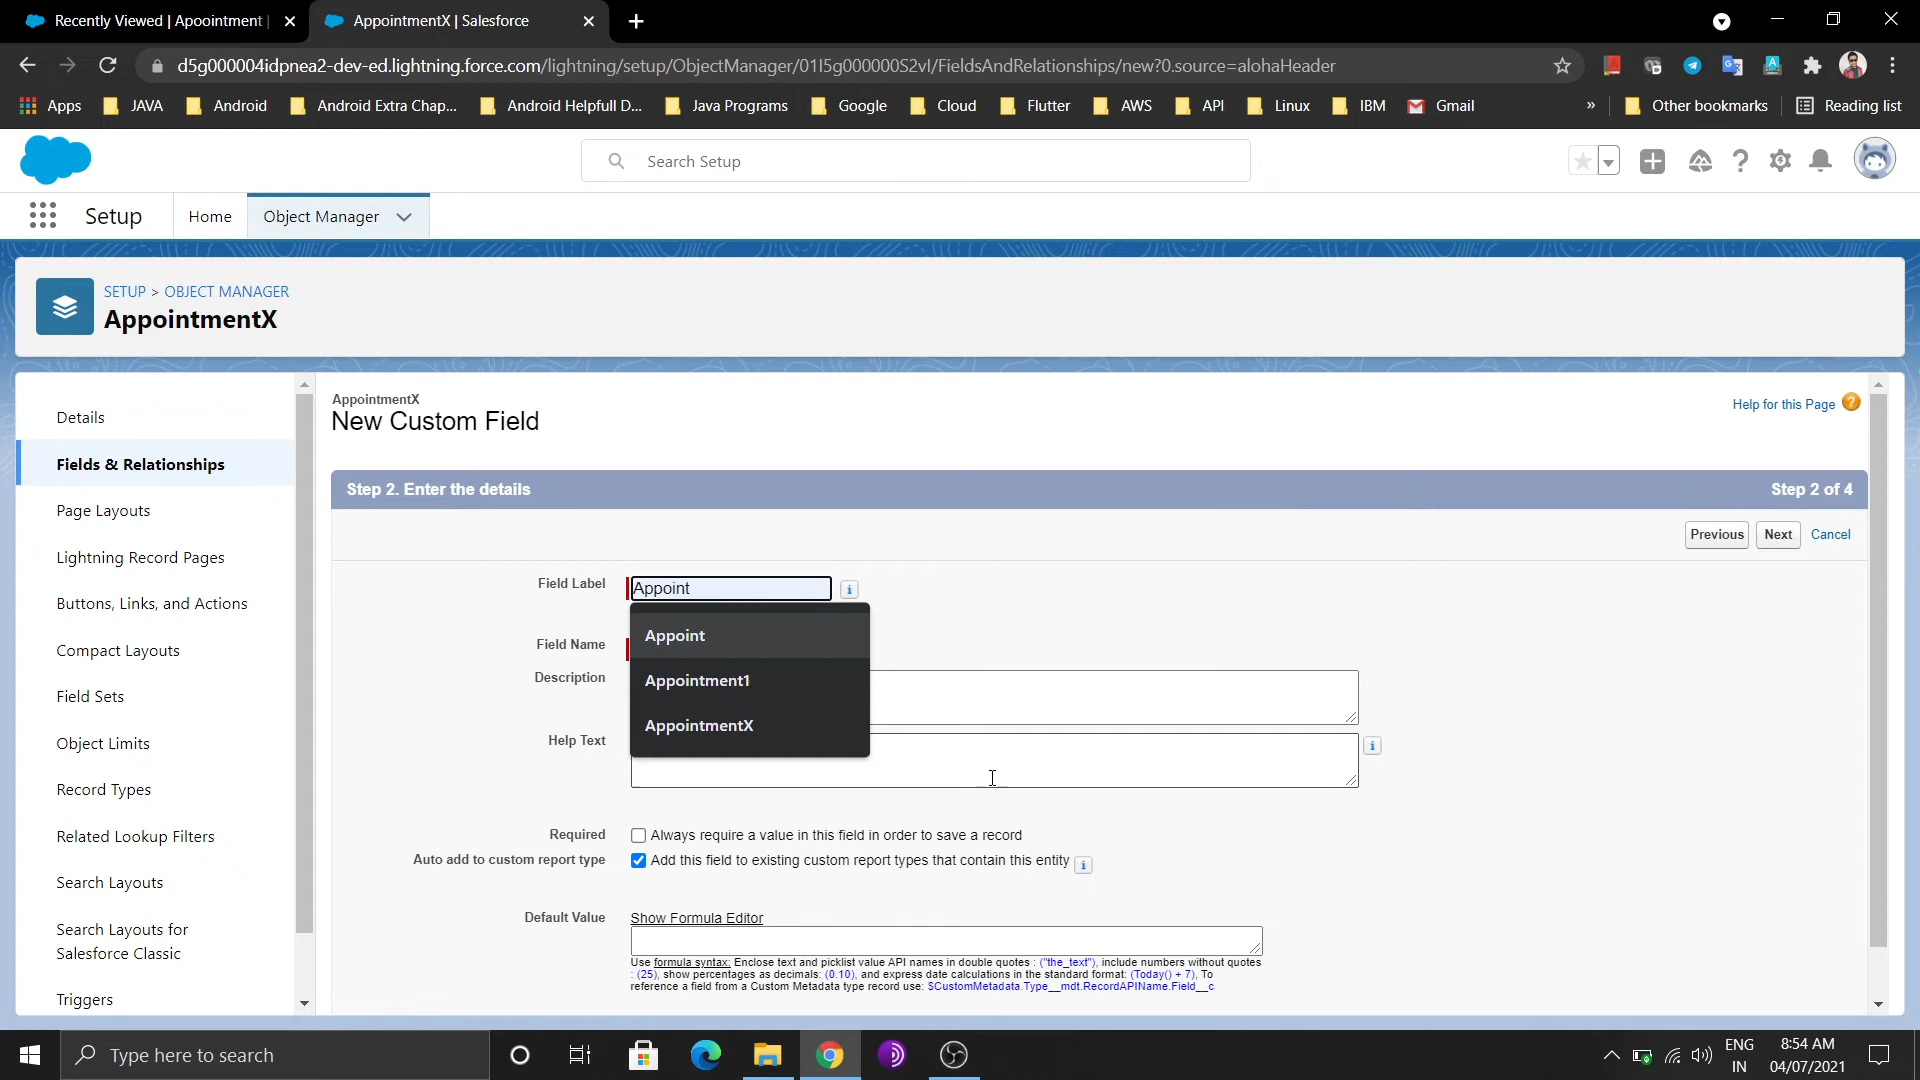 Recently Viewed | Apoointment |
AppointmentX | Salesforce
d5g000004idpnea2-dev-ed.lightning.force.com/lightning/setup/ObjectManager/01I5g000000S2vI/FieldsAndRelationships/new?0.source=alohaHeader
Apps
JAVA
Android
Android Extra Chap...
Android Helpfull D...
Java Programs
Google
Cloud
Flutter
AWS
API
Linux
IBM
Gmail
»
Other bookmarks
Reading list
Search Setup
Setup
Home
Object Manager
SETUP > OBJECT MANAGER
AppointmentX
Details
Fields & Relationships
Page Layouts
Lightning Record Pages
Buttons, Links, and Actions
Compact Layouts
Field Sets
Object Limits
Record Types
Related Lookup Filters
Search Layouts
Search Layouts for
Salesforce Classic
Triggers
AppointmentX
New Custom Field
Help for this Page
Step 2. Enter the details
Step 2 of 4
Previous
Next
Cancel
Field Label
Appoint
Appoint
Appointment1
AppointmentX
Field Name
Description
Help Text
Required
Always require a value in this field in order to save a record
Auto add to custom report type
Add this field to existing custom report types that contain this entity
Default Value
Show Formula Editor
Use formula syntax: Enclose text and picklist value API names in double quotes : ("the_text"), include numbers without quotes
: (25), show percentages as decimals: (0.10), and express date calculations in the standard format: (Today() + 7), To
reference a field from a Custom Metadata type record use: $CustomMetadata.Type__mdt.RecordAPIName.Field__c
Type here to search
ENG
IN
8:54 AM
04/07/2021